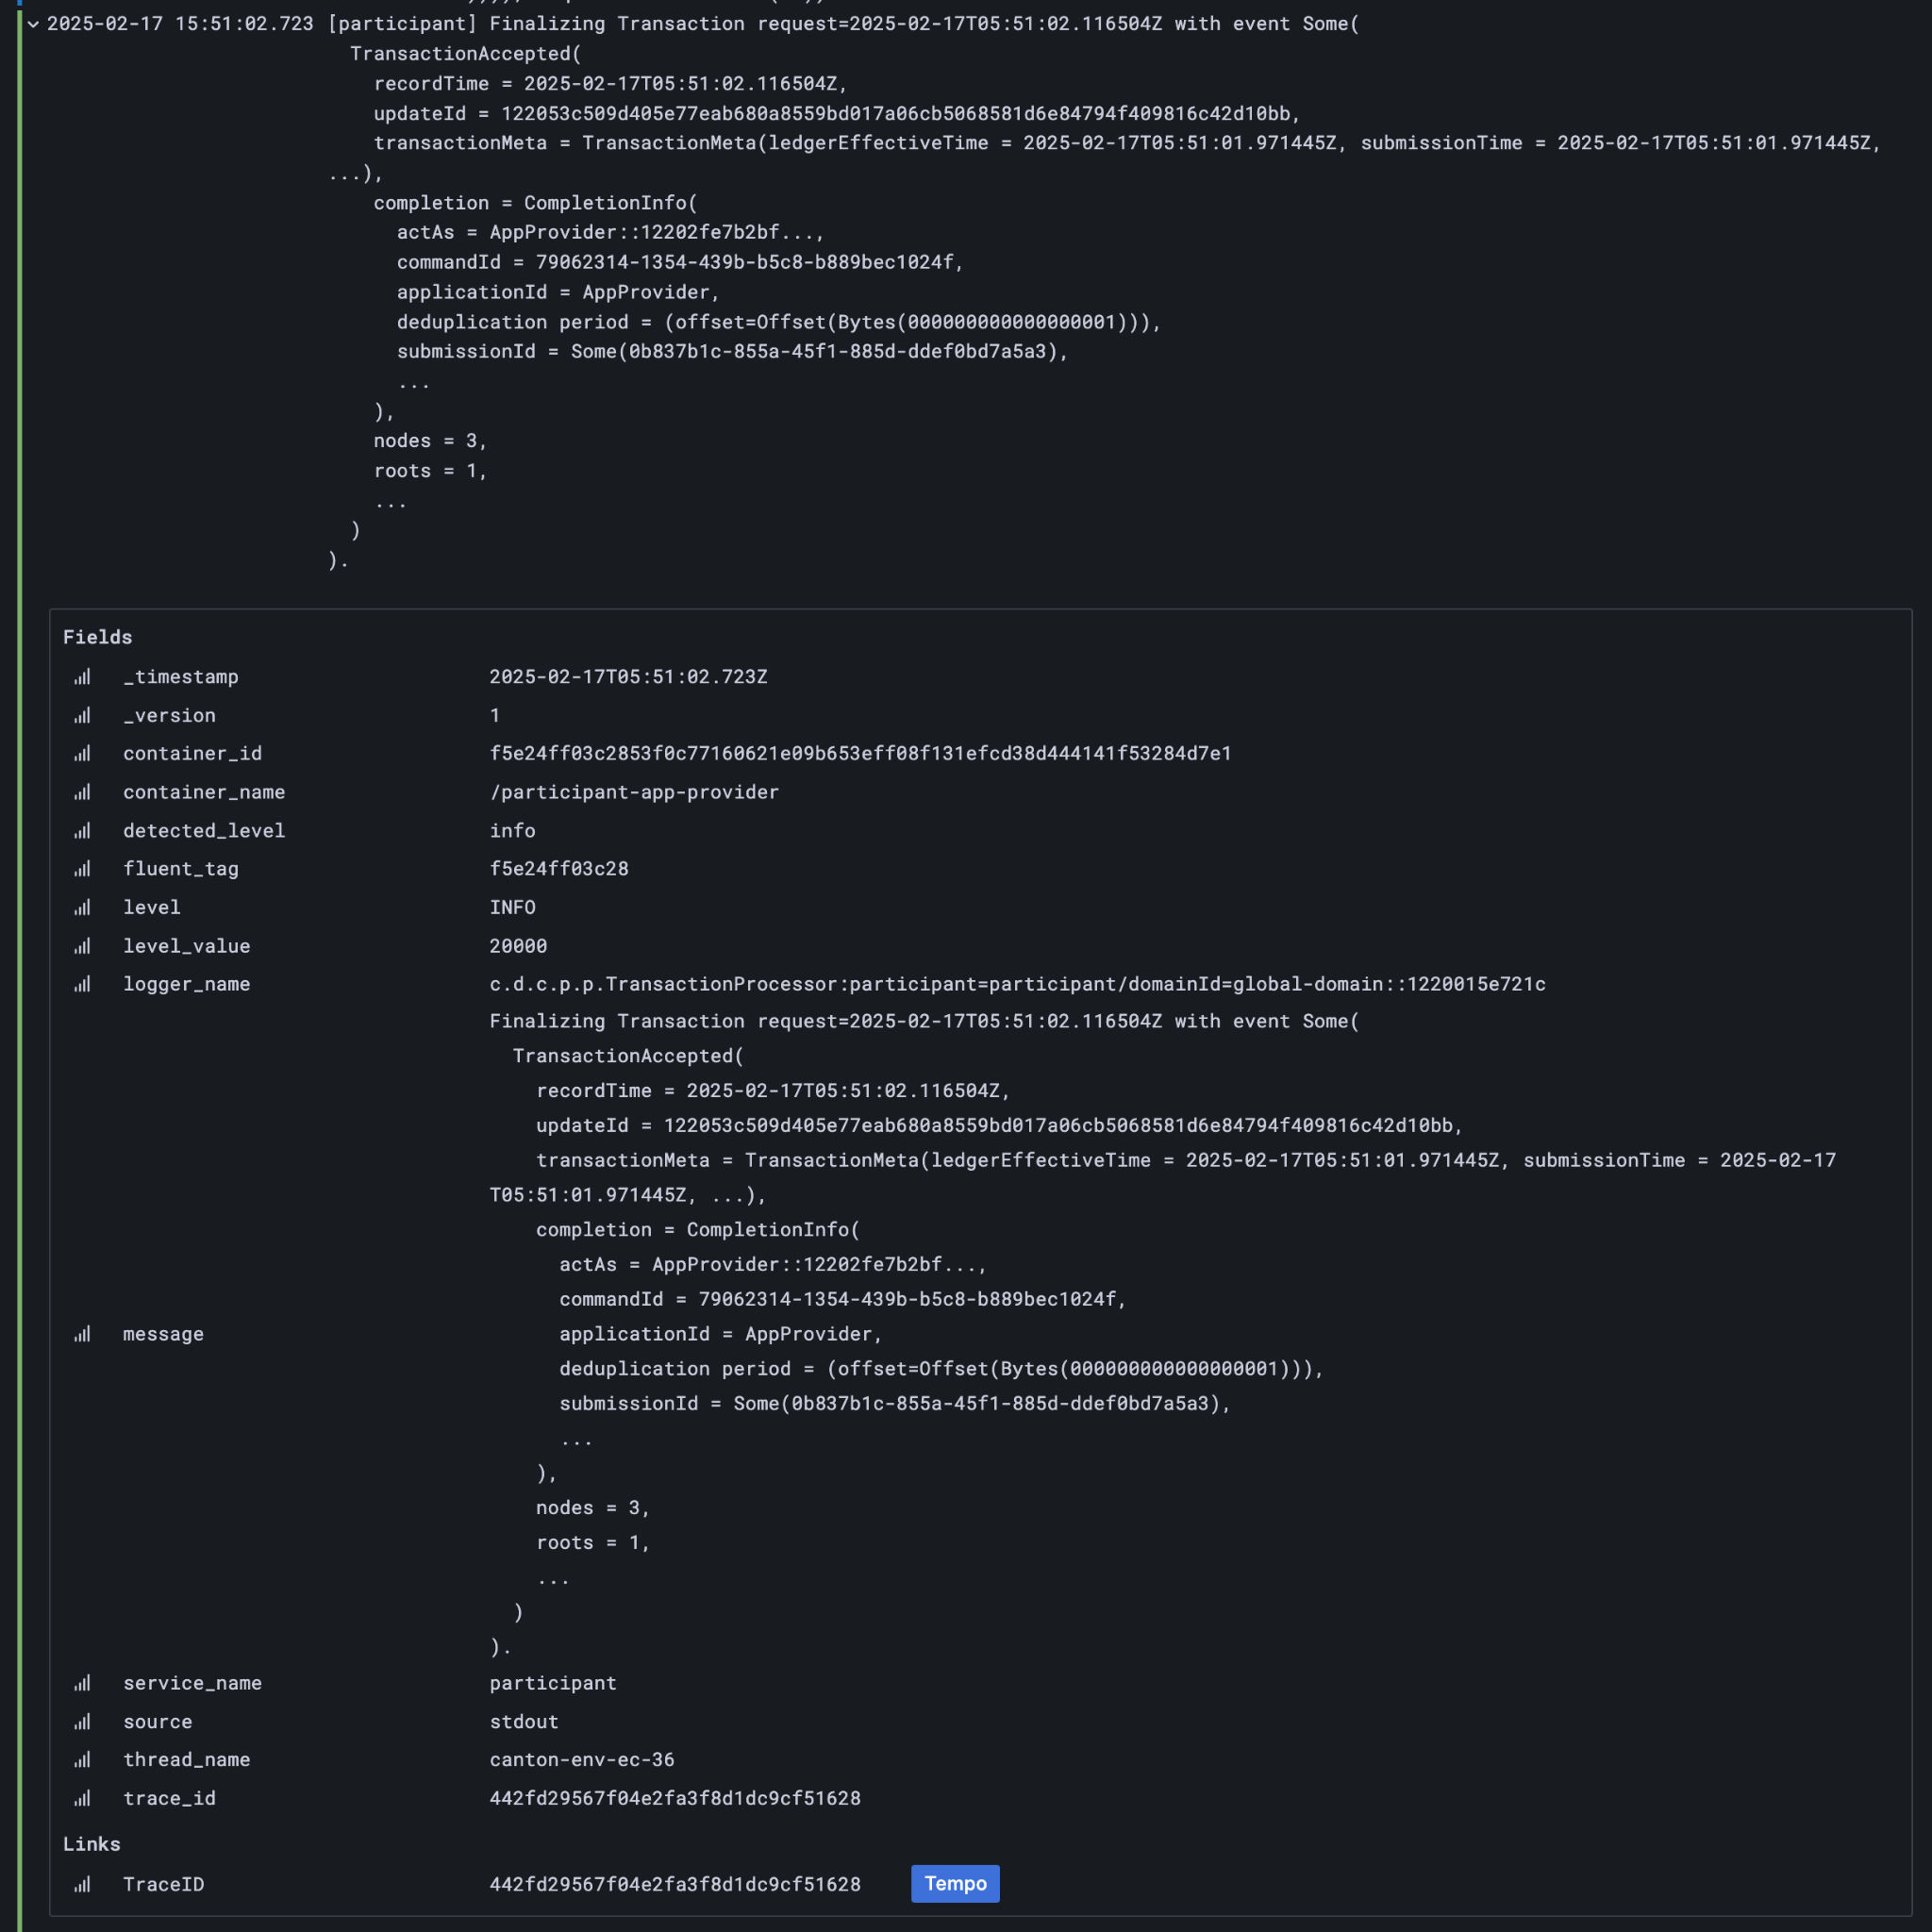 2025-02-17 15:51:02.723 [participant] Finalizing Transaction request=2025-02-17T05:51:02.116504Z with event Some(
TransactionAccepted(
recordTime = 2025-02-17T05:51:02.116504Z,
updateId = 122053c509d405e77eab680a8559bd017a06cb5068581d6e84794f409816c42d10bb,
transactionMeta = TransactionMeta(ledgerEffectiveTime = 2025-02-17T05:51:01.971445Z, submissionTime = 2025-02-17T05:51:01.971445Z,
...),
completion = CompletionInfo(
actAs = AppProvider::12202fe7b2bf...,
commandId = 79062314-1354-439b-b5c8-b889bec1024f,
applicationId = AppProvider,
deduplication period = (offset=Offset(Bytes(000000000000000001))),
submissionId = Some(0b837b1c-855a-45f1-885d-ddef0bd7a5a3),
...
),
nodes = 3,
roots = 1,
...
)
).
Fields
_timestamp 2025-02-17T05:51:02.723Z
_version 1
container_id f5e24ff03c2853f0c77160621e09b653eff08f131efcd38d444141f53284d7e1
container_name /participant-app-provider
detected_level info
fluent_tag f5e24ff03c28
level INFO
level_value 20000
logger_name c.d.c.p.p.TransactionProcessor:participant=participant/domainId=global-domain::1220015e721c
Finalizing Transaction request=2025-02-17T05:51:02.116504Z with event Some(
TransactionAccepted(
recordTime = 2025-02-17T05:51:02.116504Z,
updateId = 122053c509d405e77eab680a8559bd017a06cb5068581d6e84794f409816c42d10bb,
transactionMeta = TransactionMeta(ledgerEffectiveTime = 2025-02-17T05:51:01.971445Z, submissionTime = 2025-02-17
T05:51:01.971445Z, ...),
completion = CompletionInfo(
actAs = AppProvider::12202fe7b2bf...,
commandId = 79062314-1354-439b-b5c8-b889bec1024f,
message applicationId = AppProvider,
deduplication period = (offset=Offset(Bytes(000000000000000001))),
submissionId = Some(0b837b1c-855a-45f1-885d-ddef0bd7a5a3),
...
),
nodes = 3,
roots = 1,
...
)
).
service_name participant
source stdout
thread_name canton-env-ec-36
trace_id 442fd29567f04e2fa3f8d1dc9cf51628
Links
TraceID 442fd29567f04e2fa3f8d1dc9cf51628 Tempo